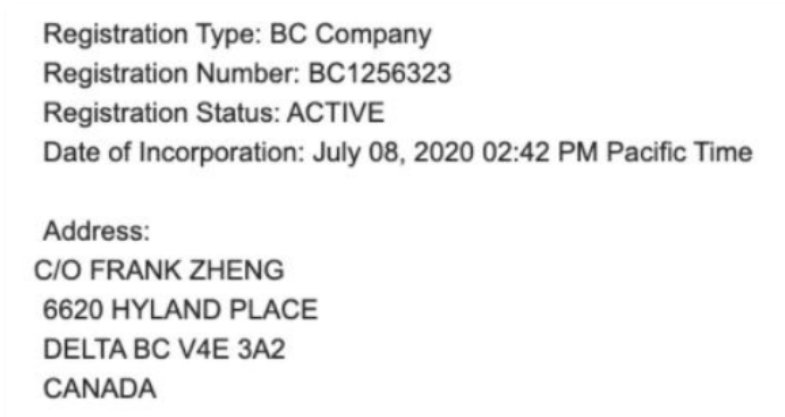 Registration Type: BC Company
Registration Number: BC1256323
Registration Status: ACTIVE
Date of Incorporation: July 08, 2020 02:42 PM Pacific Time
Address:
C/O FRANK ZHENG
6620 HYLAND PLACE
DELTA BC V4E 3A2
CANADA